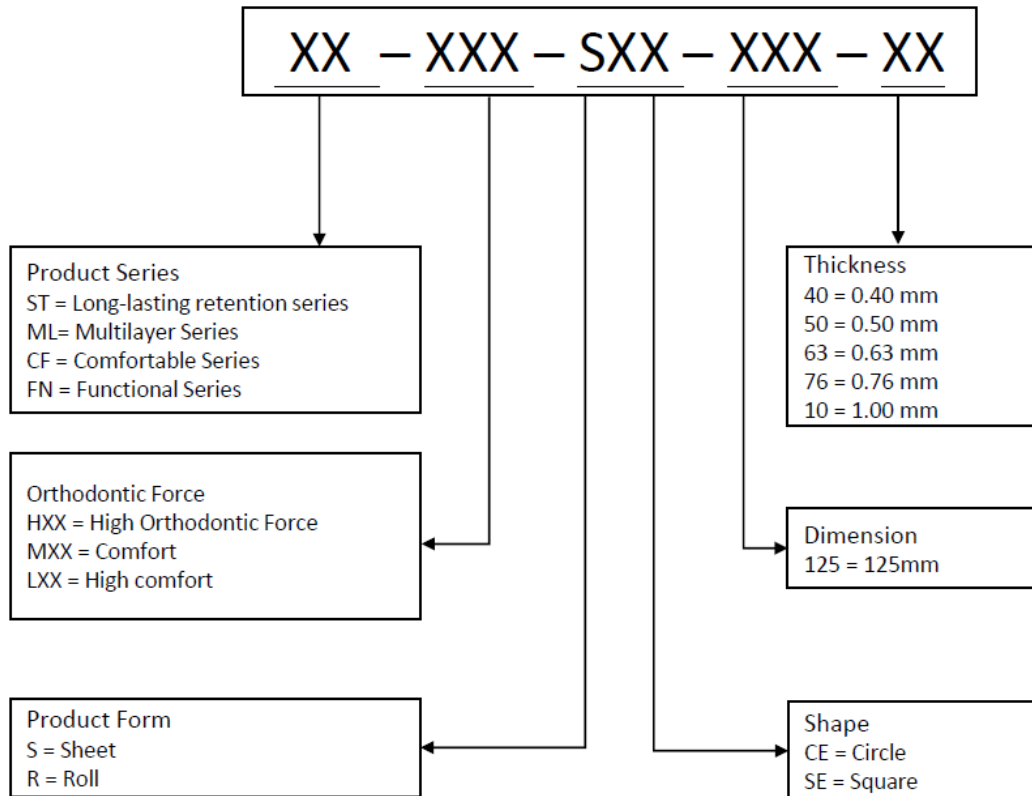 XX – XXX – SXX – XXX – XX
Product Series
ST = Long-lasting retention series
ML= Multilayer Series
CF = Comfortable Series
FN = Functional Series
Thickness
40 = 0.40 mm
50 = 0.50 mm
63 = 0.63 mm
76 = 0.76 mm
10 = 1.00 mm
Orthodontic Force
HXX = High Orthodontic Force
MXX = Comfort
LXX = High comfort
Dimension
125 = 125mm
Product Form
S = Sheet
R = Roll
Shape
CE = Circle
SE = Square